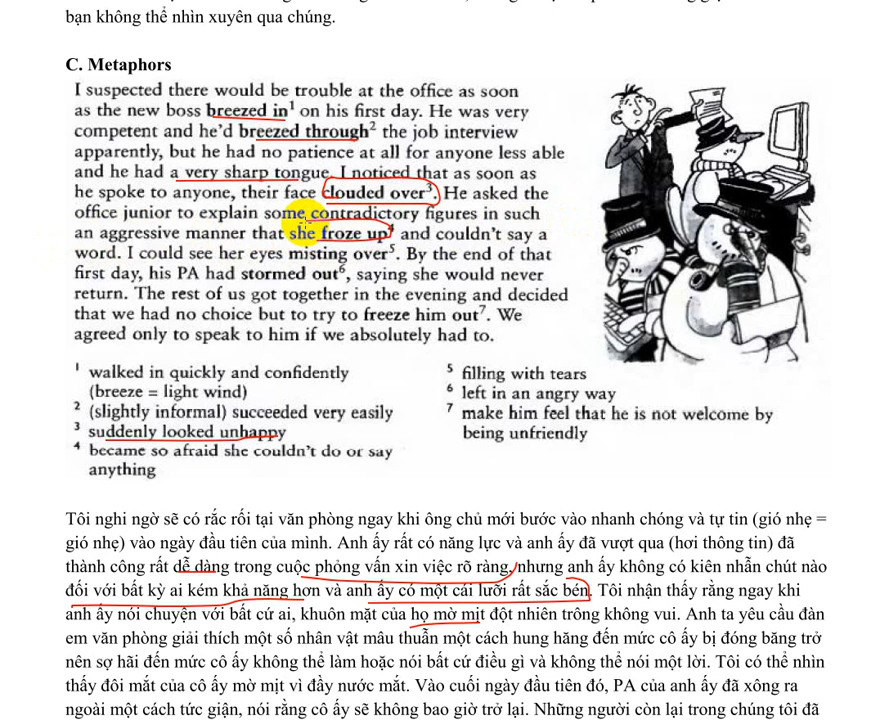 bạn không thể nhìn xuyên qua chúng.
C. Metaphors
I suspected there would be trouble at the office as soon
as the new boss breezed in¹ on his first day. He was very
competent and he'd breezed through² the job interview
apparently, but he had no patience at all for anyone less able
and he had a very sharp tongue. I noticed that as soon as
he spoke to anyone, their face clouded over³. He asked the
office junior to explain some contradictory figures in such
an aggressive manner that she froze up⁴ and couldn't say a
word. I could see her eyes misting over⁵. By the end of that
first day, his PA had stormed out⁶, saying she would never
return. The rest of us got together in the evening and decided
that we had no choice but to try to freeze him out⁷. We
agreed only to speak to him if we absolutely had to.
¹ walked in quickly and confidently
(breeze = light wind)
² (slightly informal) succeeded very easily
³ suddenly looked unhappy
⁴ became so afraid she couldn't do or say
anything
⁵ filling with tears
⁶ left in an angry way
⁷ make him feel that he is not welcome by
being unfriendly
Tôi nghi ngờ sẽ có rắc rối tại văn phòng ngay khi ông chủ mới bước vào nhanh chóng và tự tin (gió nhẹ =
gió nhẹ) vào ngày đầu tiên của mình. Anh ấy rất có năng lực và anh ấy đã vượt qua (hơi thông tin) đã
thành công rất dễ dàng trong cuộc phỏng vấn xin việc rõ ràng, nhưng anh ấy không có kiên nhẫn chút nào
đối với bất kỳ ai kém khả năng hơn và anh ấy có một cái lưỡi rất sắc bén. Tôi nhận thấy rằng ngay khi
anh ấy nói chuyện với bất cứ ai, khuôn mặt của họ mờ mịt đột nhiên trông không vui. Anh ta yêu cầu đàn
em văn phòng giải thích một số nhân vật mâu thuẫn một cách hung hăng đến mức cô ấy bị đóng băng trở
nên sợ hãi đến mức cô ấy không thể làm hoặc nói bất cứ điều gì và không thể nói một lời. Tôi có thể nhìn
thấy đôi mắt của cô ấy mờ mịt vì đầy nước mắt. Vào cuối ngày đầu tiên đó, PA của anh ấy đã xông ra
ngoài một cách tức giận, nói rằng cô ấy sẽ không bao giờ trở lại. Những người còn lại trong chúng tôi đã